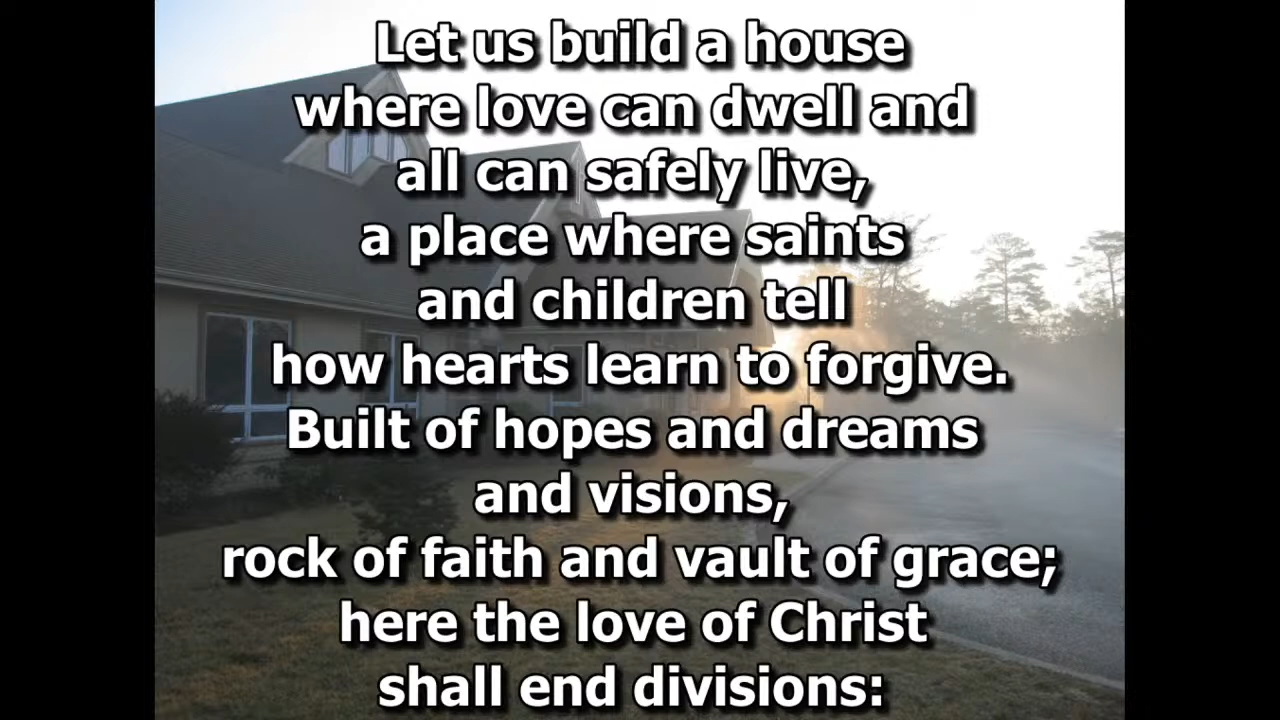 Let us build a house
where love can dwell and
all can safely live,
a place where saints
and children tell
how hearts learn to forgive.
Built of hopes and dreams
and visions,
rock of faith and vault of grace;
here the love of Christ
shall end divisions: